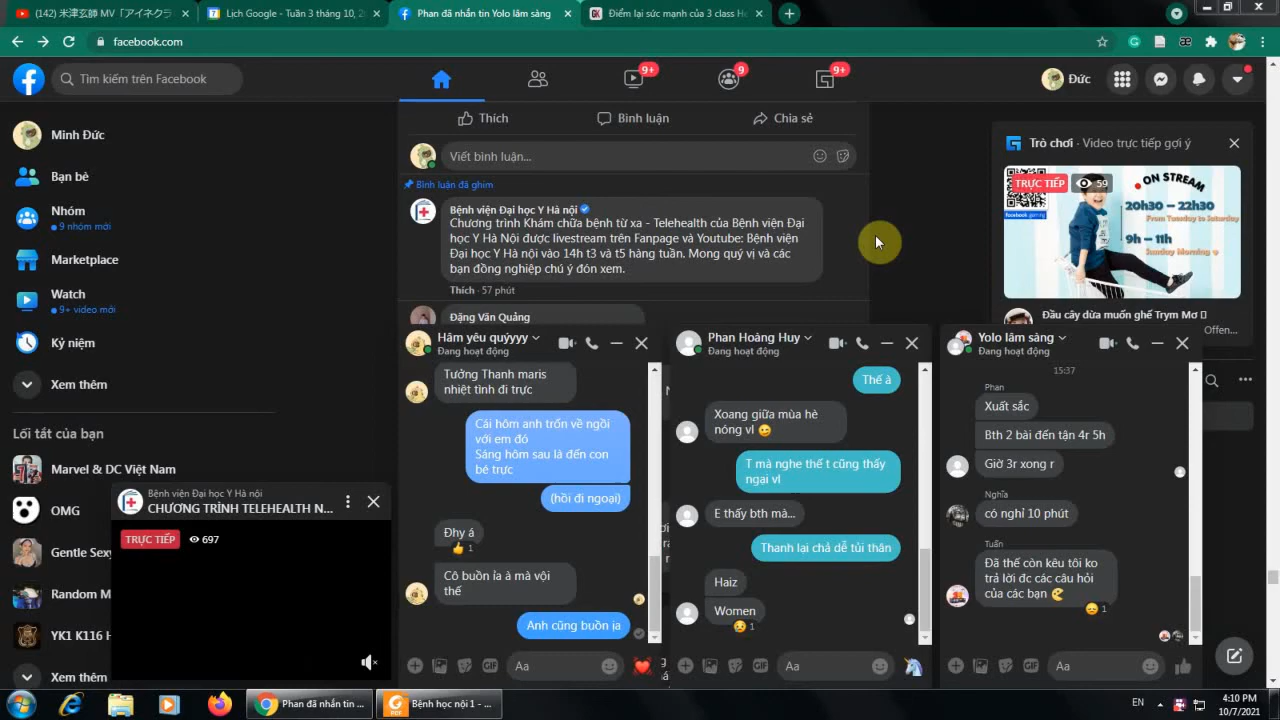 (1) 米津玄師 MV「アイネクラ
Lịch Google - Tuần 3 tháng 10, 20
Phan đã nhắn tin Yolo lâm sàng
Điểm lại sức mạnh của 3 class He
facebook.com
Tìm kiếm trên Facebook
9+
9
9+
Đức
Minh Đức
Bạn bè
Nhóm
9 nhóm mới
Marketplace
Watch
9+ video mới
Kỷ niệm
Xem thêm
Lối tắt của bạn
Marvel & DC Việt Nam
OMG
Gentle Sexy
Random M
YK1 K116 H
Xem thêm
Bệnh viện Đại học Y Hà nội
CHƯƠNG TRÌNH TELEHEALTH N...
TRỰC TIẾP
697
Thích
Bình luận
Chia sẻ
Viết bình luận...
Bình luận đã ghim
Bệnh viện Đại học Y Hà nội
Chương trình Khám chữa bệnh từ xa - Telehealth của Bệnh viện Đại
học Y Hà Nội được livestream trên Fanpage và Youtube: Bệnh viện
Đại học Y Hà nội vào 14h t3 và t5 hàng tuần. Mong quý vị và các
bạn đồng nghiệp chú ý đón xem.
Thích · 57 phút
Đặng Văn Quảng
Trò chơi · Video trực tiếp gợi ý
TRỰC TIẾP
59
ON STREAM
20h30 - 22h30
From Tuesday to Saturday
9h - 11h
Sunday Morning
facebook gaming
Đầu cây dừa muốn ghế Trym Mơ
Offen...
Hâm yêu quýyyy
Đang hoạt động
Tưởng Thanh maris
nhiệt tình đi trực
Cái hôm anh trốn về ngồi
với em đó
Sáng hôm sau là đến con
bé trực
(hồi đi ngoại)
Đhy á
👍 1
Cô buồn ỉa à mà vội
thế
Anh cũng buồn ỉa
Aa
Phan Hoàng Huy
Đang hoạt động
Thế à
Xoang giữa mùa hè
nóng vl 😉
T mà nghe thế t cũng thấy
ngại vl
E thấy bth mà...
Thanh lại chả dễ tủi thân
Haiz
Women
😢 1
Aa
Yolo lâm sàng
Đang hoạt động
15:37
Phan
Xuất sắc
Bth 2 bài đến tận 4r 5h
Giờ 3r xong r
Nghĩa
có nghỉ 10 phút
Tuấn
Đã thế còn kêu tôi ko
trả lời đc các câu hỏi
của các bạn
1
Aa
Phan đã nhắn tin ...
Bệnh học nội 1 - ...
EN
4:10 PM
10/7/2021